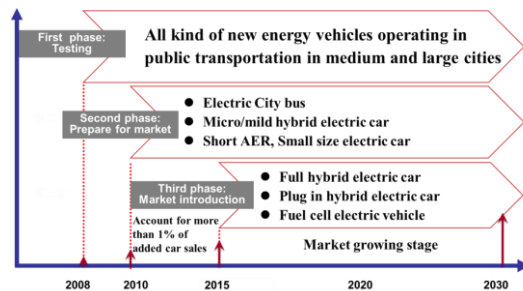 First phase:
Testing
All kind of new energy vehicles operating in
public transportation in medium and large cities
Second phase:
Prepare for market
● Electric City bus
● Micro/mild hybrid electric car
● Short AER, Small size electric car
Third phase:
Market introduction
● Full hybrid electric car
● Plug in hybrid electric car
● Fuel cell electric vehicle
Account for more
than 1% of
added car sales
Market growing stage
2008 2010 2015 2020 2030